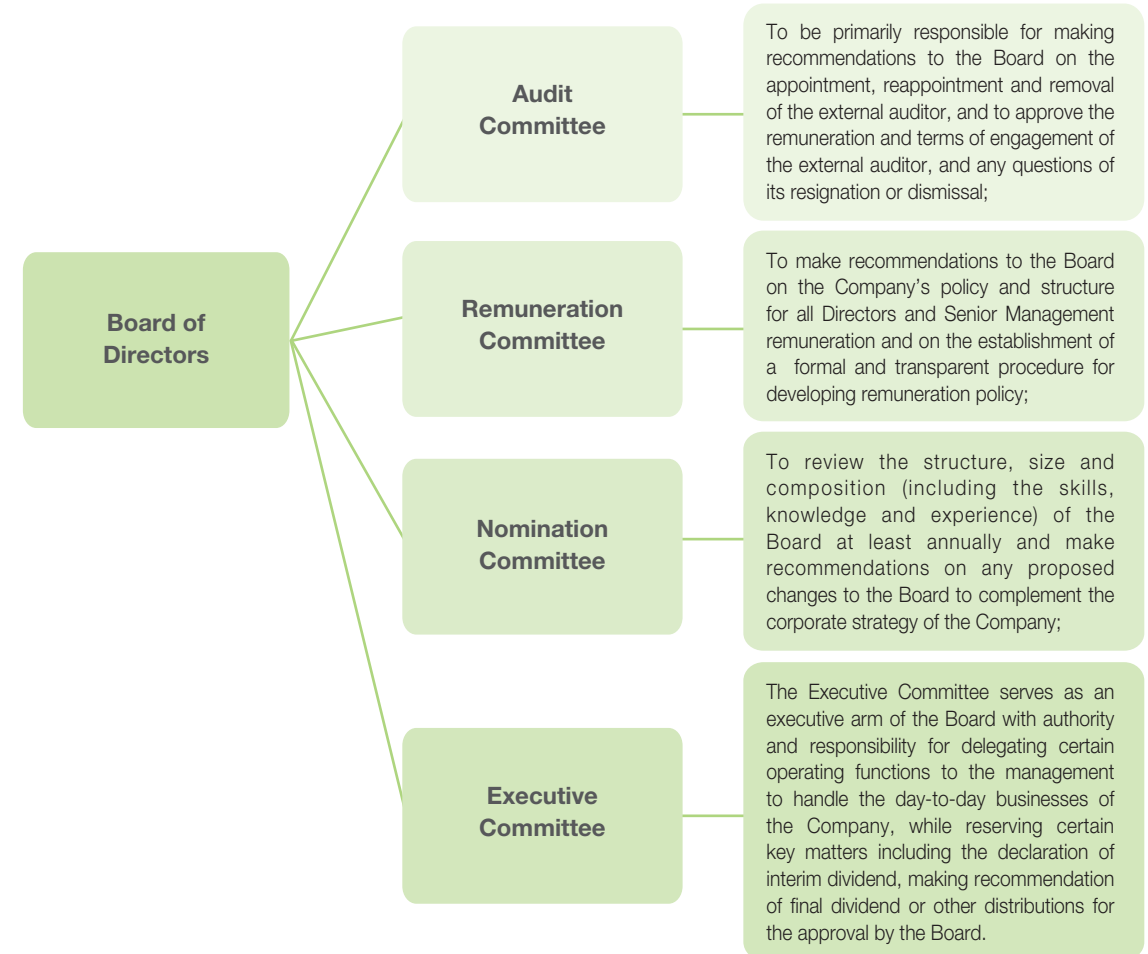 Board of
Directors
Audit
Committee
To be primarily responsible for making
recommendations to the Board on the
appointment, reappointment and removal
of the external auditor, and to approve the
remuneration and terms of engagement of
the external auditor, and any questions of
its resignation or dismissal;
Remuneration
Committee
To make recommendations to the Board
on the Company's policy and structure
for all Directors and Senior Management
remuneration and on the establishment of
a formal and transparent procedure for
developing remuneration policy;
Nomination
Committee
To review the structure, size and
composition (including the skills,
knowledge and experience) of the
Board at least annually and make
recommendations on any proposed
changes to the Board to complement the
corporate strategy of the Company;
Executive
Committee
The Executive Committee serves as an
executive arm of the Board with authority
and responsibility for delegating certain
operating functions to the management
to handle the day-to-day businesses of
the Company, while reserving certain
key matters including the declaration of
interim dividend, making recommendation
of final dividend or other distributions for
the approval by the Board.